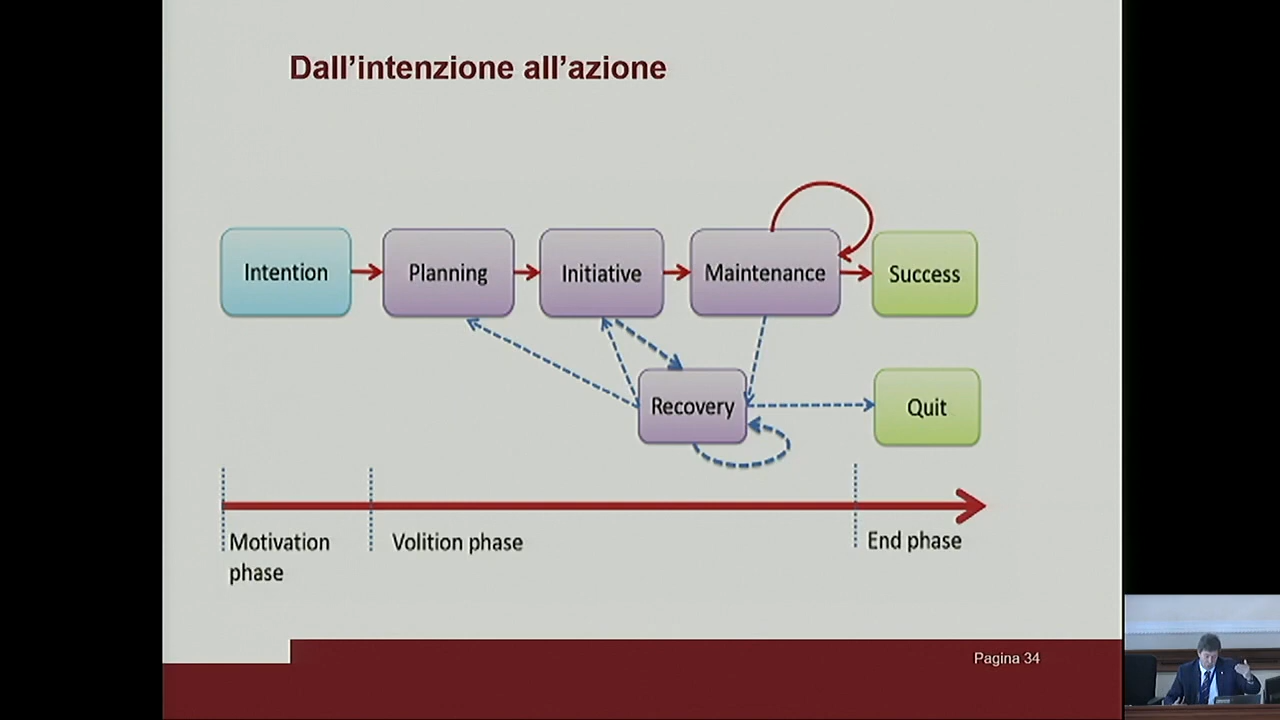 Dall'intenzione all'azione
Intention
Planning
Initiative
Maintenance
Success
Recovery
Quit
Motivation
phase
Volition phase
End phase
Pagina 34